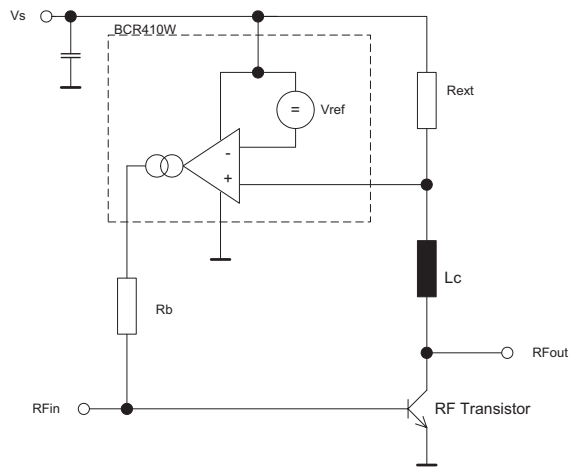 Vs
BCR410W
Rext
=
Vref
-
+
Lc
Rb
RFout
RFin
RF Transistor